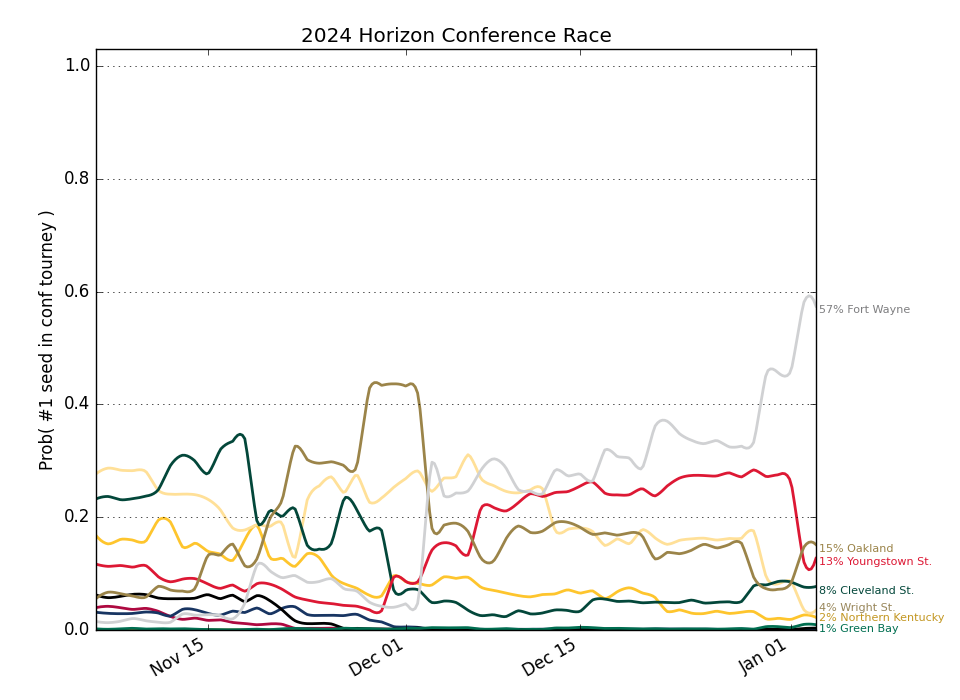 2024 Horizon Conference Race
Prob( #1 seed in conf tourney )
1.0
0.8
0.6
0.4
0.2
0.0
Nov 15
Dec 01
Dec 15
Jan 01
57% Fort Wayne
15% Oakland
13% Youngstown St.
8% Cleveland St.
4% Wright St.
2% Northern Kentucky
1% Green Bay